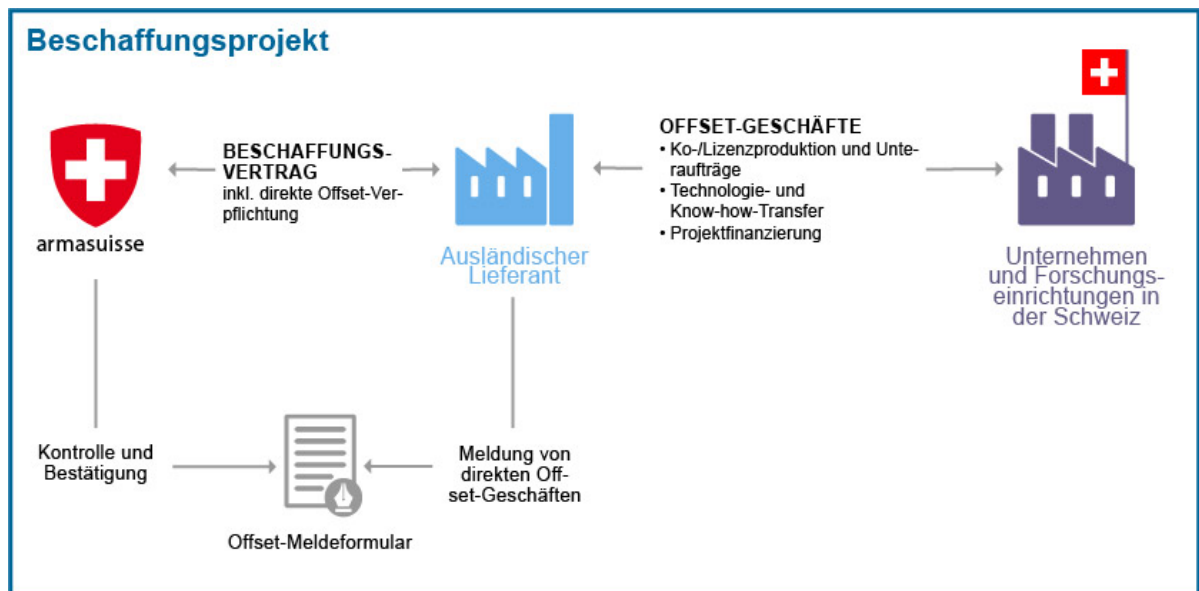 Beschaffungsprojekt
armasuisse
BESCHAFFUNGS-
VERTRAG
inkl. direkte Offset-Ver-
pflichtung
Ausländischer
Lieferant
OFFSET-GESCHÄFTE
• Ko-/Lizenzproduktion und Unte-
raufträge
• Technologie- und
Know-how-Transfer
• Projektfinanzierung
Unternehmen
und Forschungs-
einrichtungen in
der Schweiz
Kontrolle und
Bestätigung
Offset-Meldeformular
Meldung von
direkten Off-
set-Geschäften